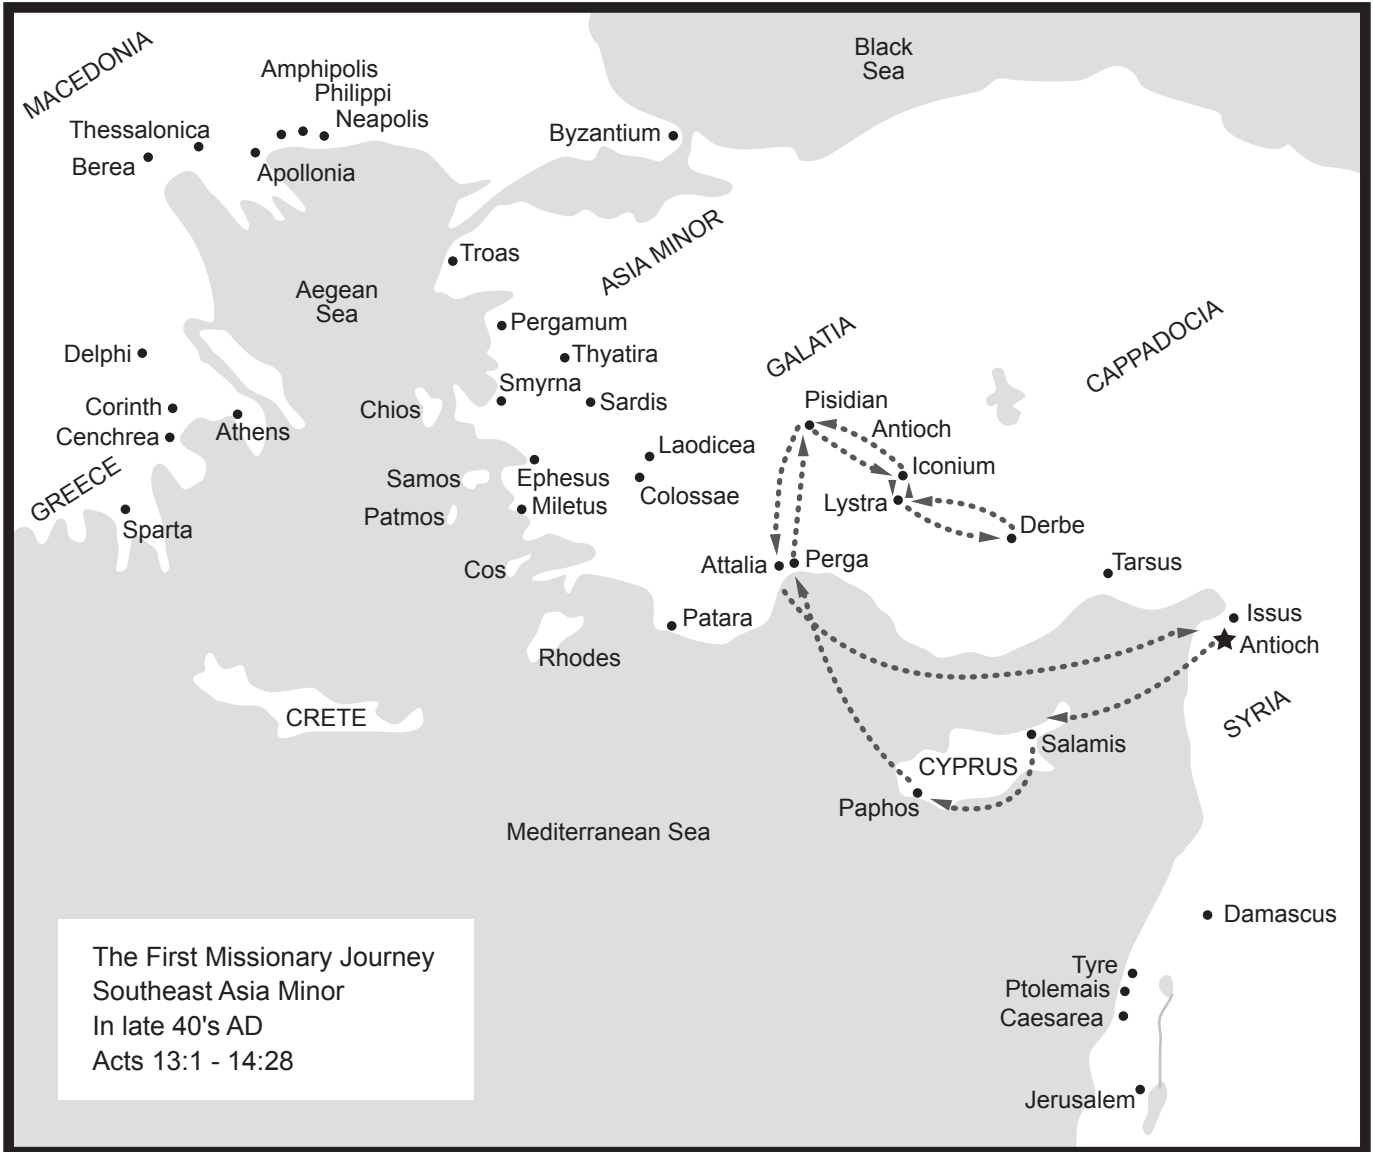 MACEDONIA
Amphipolis
Philippi
Neapolis
Thessalonica
Berea
Apollonia
Byzantium
Black
Sea
Troas
ASIA MINOR
Aegean
Sea
Pergamum
Thyatira
Delphi
Smyrna
Sardis
GALATIA
CAPPADOCIA
Corinth
Cenchrea
Athens
Chios
Pisidian
Antioch
Laodicea
Iconium
GREECE
Samos
Ephesus
Colossae
Lystra
Patmos
Miletus
Sparta
Derbe
Cos
Attalia
Perga
Tarsus
Patara
Issus
Antioch
Rhodes
CRETE
SYRIA
Salamis
CYPRUS
Paphos
Mediterranean Sea
Damascus
Tyre
Ptolemais
Caesarea
Jerusalem
The First Missionary Journey
Southeast Asia Minor
In late 40's AD
Acts 13:1 - 14:28